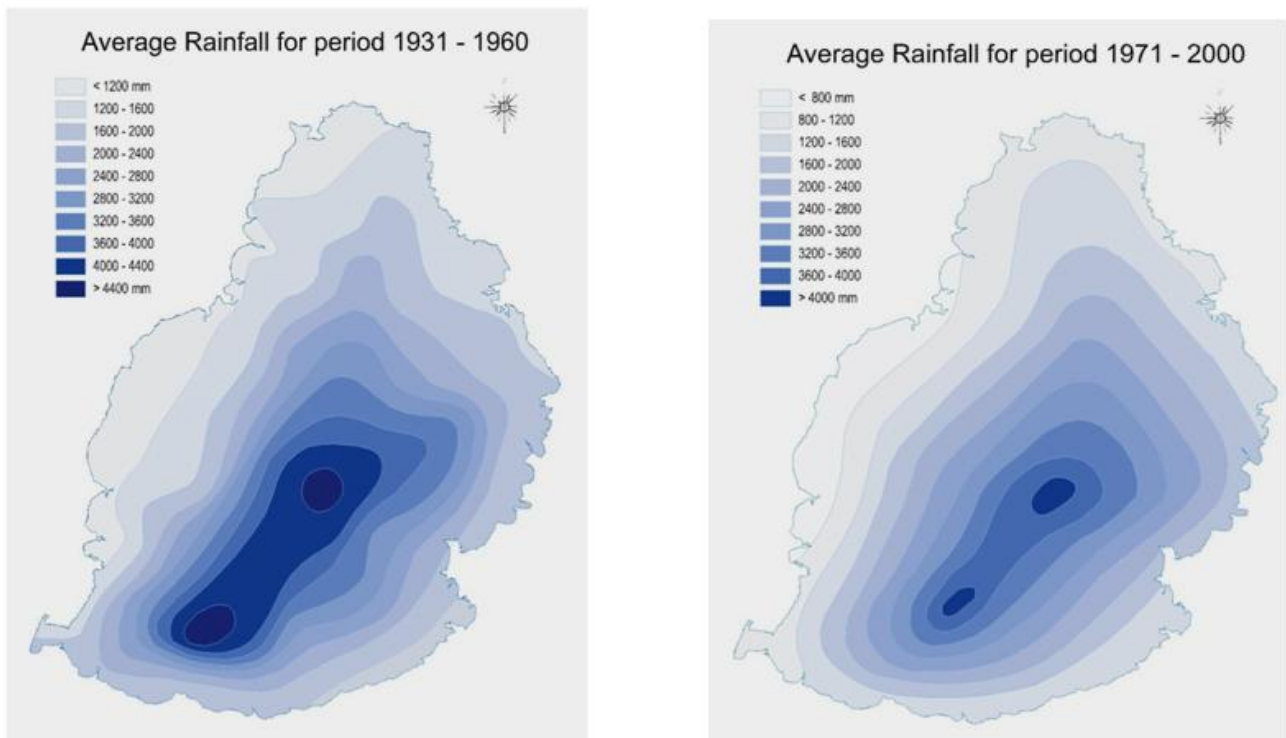 Average Rainfall for period 1931 - 1960
< 1200 mm
1200 - 1600
1600 - 2000
2000 - 2400
2400 - 2800
2800 - 3200
3200 - 3600
3600 - 4000
4000 - 4400
> 4400 mm
Average Rainfall for period 1971 - 2000
< 800 mm
800 - 1200
1200 - 1600
1600 - 2000
2000 - 2400
2400 - 2800
2800 - 3200
3200 - 3600
3600 - 4000
> 4000 mm